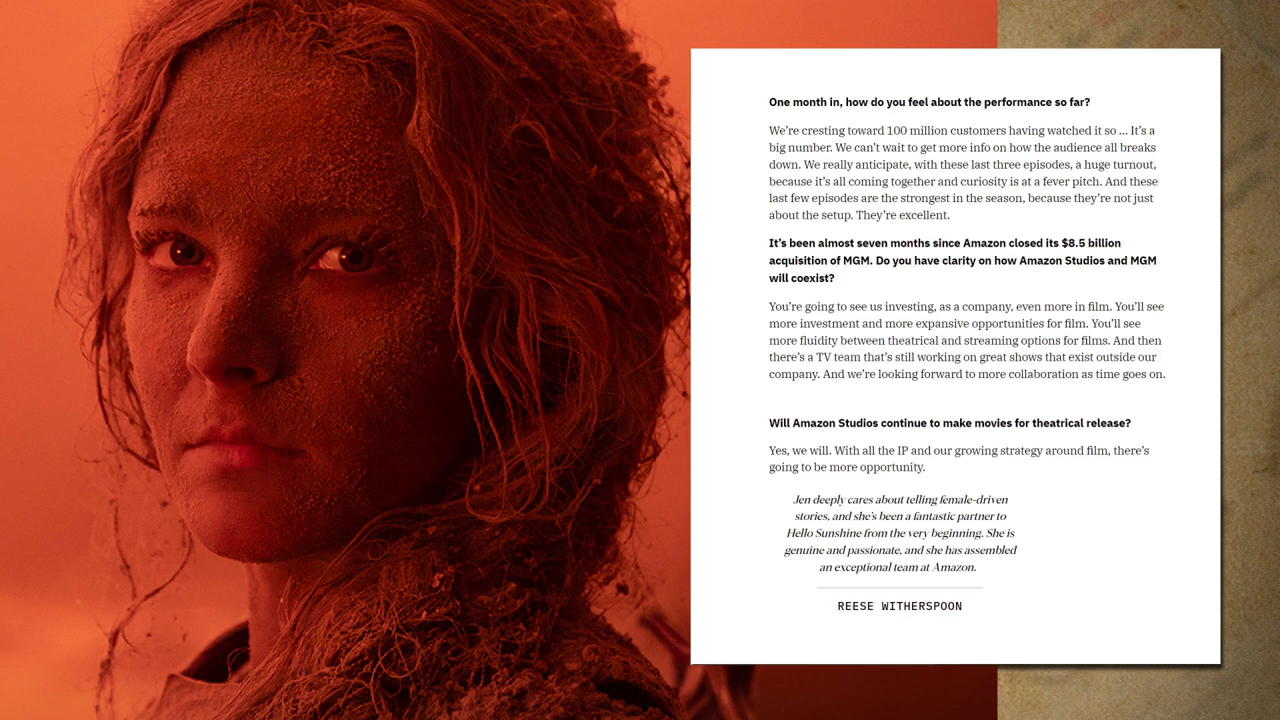 One month in, how do you feel about the performance so far?
We’re cresting toward 100 million customers having watched it so ... It’s a
big number. We can’t wait to get more info on how the audience all breaks
down. We really anticipate, with these last three episodes, a huge turnout,
because it’s all coming together and curiosity is at a fever pitch. And these
last few episodes are the strongest in the season, because they’re not just
about the setup. They’re excellent.
It’s been almost seven months since Amazon closed its $8.5 billion
acquisition of MGM. Do you have clarity on how Amazon Studios and MGM
will coexist?
You’re going to see us investing, as a company, even more in film. You’ll see
more investment and more expansive opportunities for film. You’ll see
more fluidity between theatrical and streaming options for films. And then
there’s a TV team that’s still working on great shows that exist outside our
company. And we’re looking forward to more collaboration as time goes on.
Will Amazon Studios continue to make movies for theatrical release?
Yes, we will. With all the IP and our growing strategy around film, there’s
going to be more opportunity.
Jen deeply cares about telling female-driven
stories, and she’s been a fantastic partner to
Hello Sunshine from the very beginning. She is
genuine and passionate, and she has assembled
an exceptional team at Amazon.
REESE WITHERSPOON